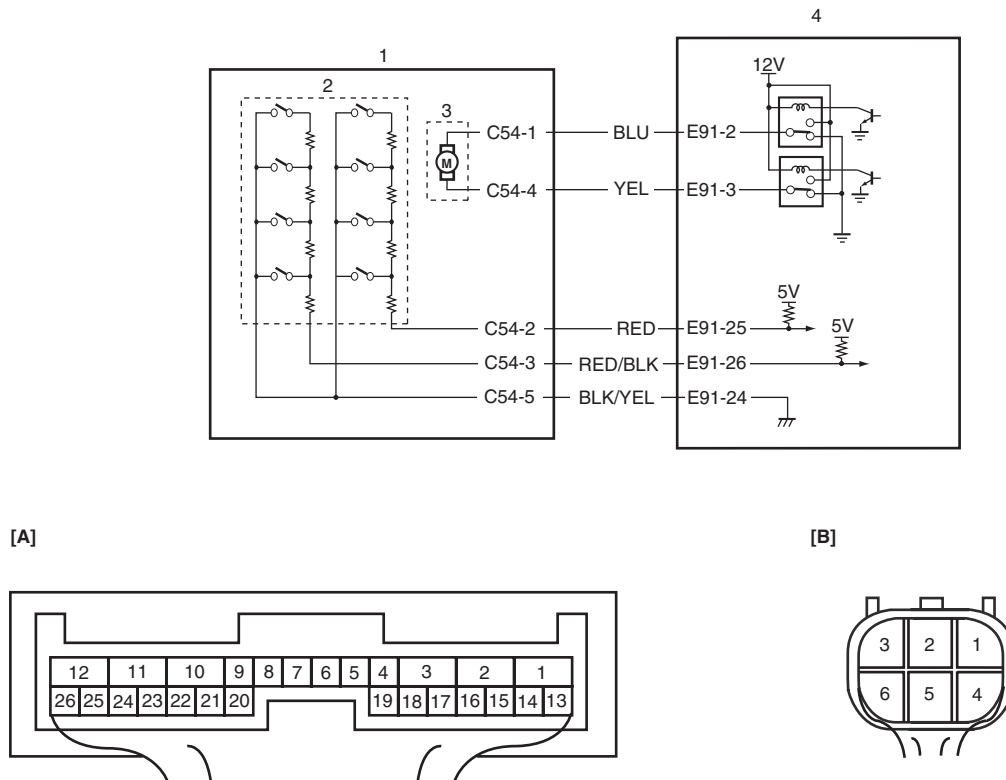 4
1
12V
2
3
C54-1 BLU E91-2
M
C54-4 YEL E91-3
5V
C54-2 RED E91-25
5V
C54-3 RED/BLK E91-26
C54-5 BLK/YEL E91-24
[A] [B]
12 11 10 9 8 7 6 5 4 3 2 1
26 25 24 23 22 21 20 19 18 17 16 15 14 13
3 2 1
6 5 4